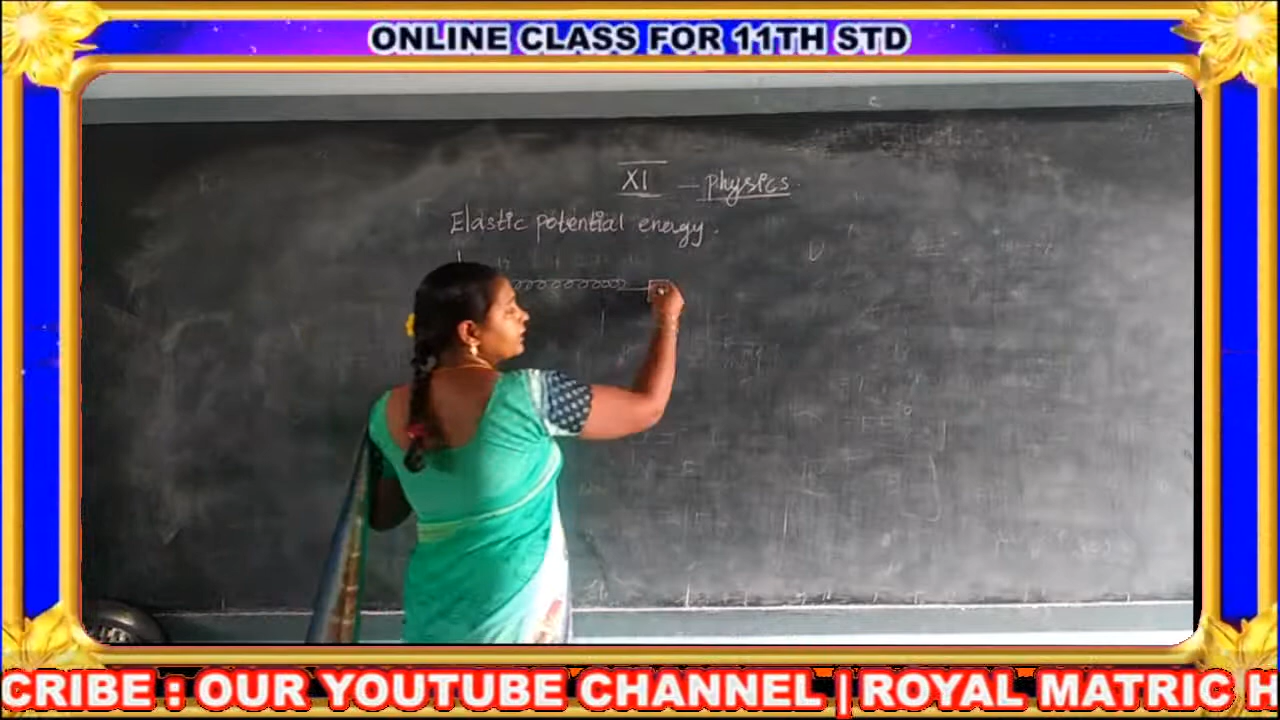 ONLINE CLASS FOR 11TH STD
XI - physics
Elastic potential energy.
CRIBE : OUR YOUTUBE CHANNEL | ROYAL MATRIC H